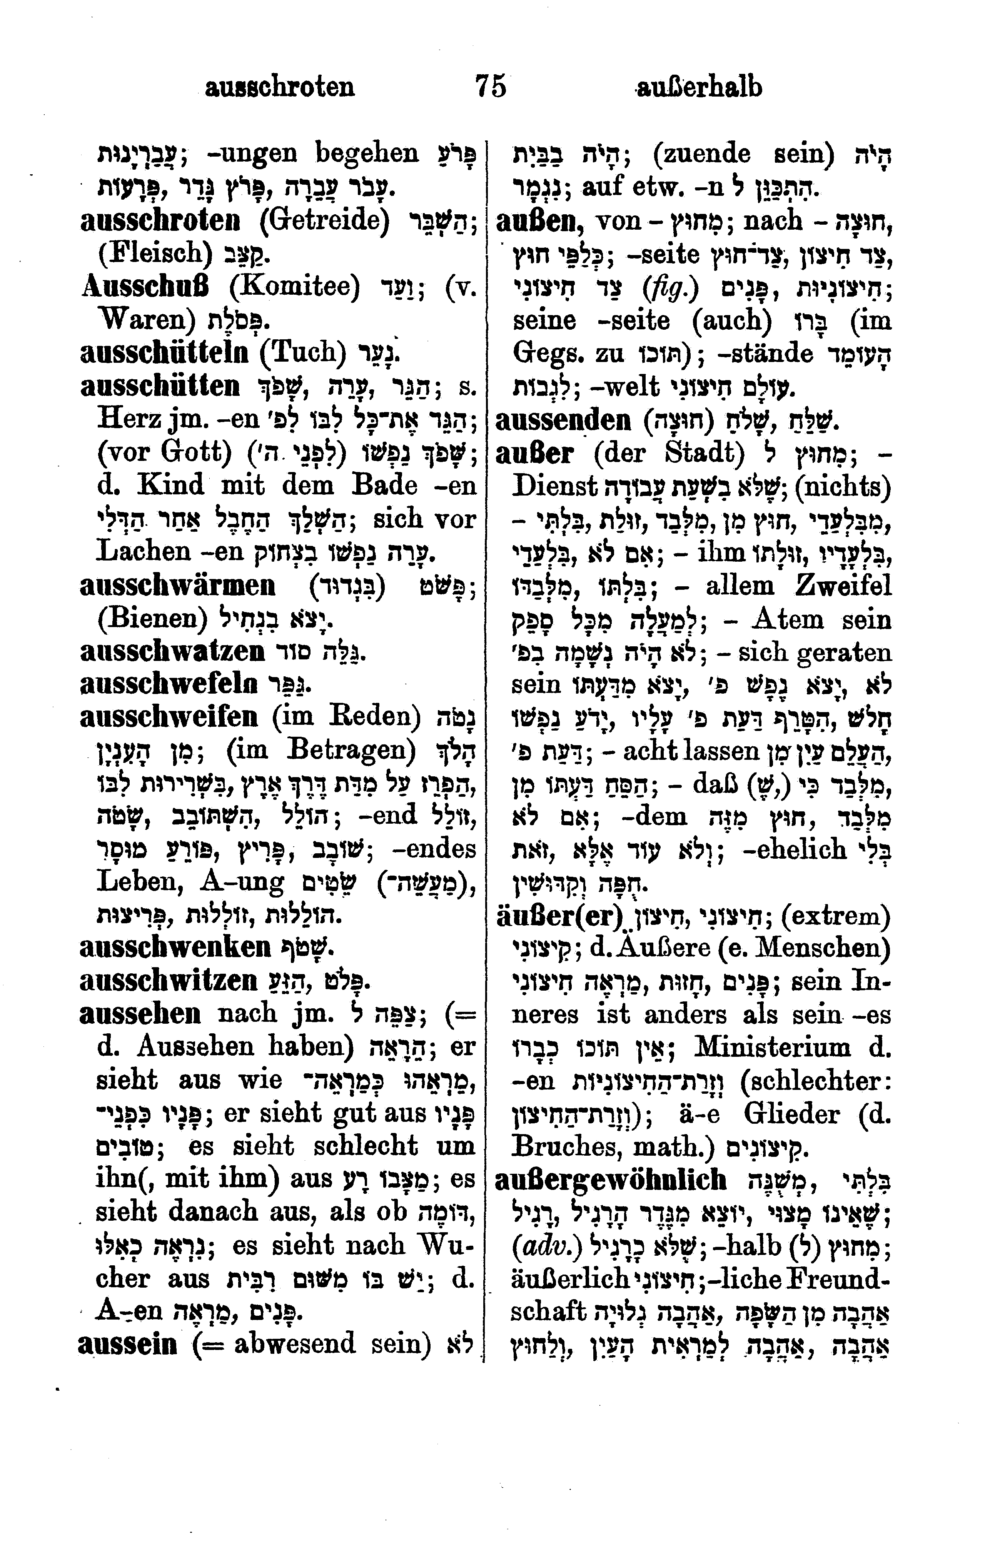 ausschroten 75 außerhalb
עֲבַרְיָנוּת; -ungen begehen פָּרֹעַ
פְּרָעוֹת, פָּרֹץ גָּדֵר, עָבֹר עֲבֵרָה.
ausschroten (Getreide) הַשְׁבֵּר;
(Fleisch) קַצֵּב.
Ausschuß (Komitee) וַעַד; (v.
Waren) פְּסֹלֶת.
ausschütteln (Tuch) נָעֵר.
ausschütten שָׁפֹךְ, עָרֵה, הַגֵּר; s.
Herz jm. -en הַגֵּר אֶת־כָּל לִבּוֹ לְפ';
(vor Gott) שָׁפֹךְ נַפְשׁוֹ (לִפְנֵי ה');
d. Kind mit dem Bade -en
הַשְׁלֵךְ הַחֶבֶל אַחַר הַדְּלִי; sich vor
Lachen -en עָרֵה נַפְשׁוֹ בִצְחוֹק.
ausschwärmen פָּשֹׁט (בִּגְדוּד);
(Bienen) יָצֹא בִנְחִיל.
ausschwatzen גַּלֵּה סוֹד.
ausschwefeln גַּפֵּר.
ausschweifen (im Reden) נָטֹה
מִן הָעִנְיָן; (im Betragen) הָלֹךְ
בִּשְׁרִירוּת לִבּוֹ, הַפְרֵז עַל מִדַּת דֶּרֶךְ אֶרֶץ,
הוֹלֵל, הִשְׁתּוֹבֵב, שָׂטֹה; -end זוֹלֵל,
שׁוֹבָב, פָּרִיץ, פּוֹרֵעַ מוּסָר; -endes
Leben, A-ung שֵׂטִים (מַעֲשֵׂה־),
הוֹלֵלוּת, זוֹלְלוּת, פְּרִיצוּת.
ausschwenken שָׁטֹף.
ausschwitzen פָּלֹט, הַזֵּעַ.
aussehen nach jm. צַפֵּה ל; (=
d. Aussehen haben) הֵרָאֵה; er
sieht aus wie מַרְאֵהוּ כְּמַרְאֵה־,
פָּנָיו כִּפְנֵי־; er sieht gut aus פָּנָיו
טוֹבִים; es sieht schlecht um
ihn(, mit ihm) aus מַצָּבוֹ רַע; es
sieht danach aus, als ob דּוֹמֶה,
נִרְאֶה כְאִלּוּ; es sieht nach Wu-
cher aus יֶשׁ בּוֹ מִשּׁוּם רִבִּית; d.
A-en פָּנִים, מַרְאֶה.
aussein (= abwesend sein) לֹא
הָיֹה בַבַּיִת; (zuende sein) הָיֹה
נִגְמָר; auf etw. -n הִתְכַּוֵּן ל.
außen, von - מִחוּץ; nach - חוּצָה,
כְּלַפֵּי חוּץ; -seite צַד חִיצוֹן, צַד־חוּץ,
חִיצוֹנִיּוּת, פָּנִים (fig.) צַד חִיצוֹנִי;
seine -seite (auch) בָּרוֹ (im
Gegs. zu תּוֹכוֹ); -stände הָעוֹמֵד
לִגְבוֹת; -welt עוֹלָם חִיצוֹנִי.
aussenden שַׁלֵּחַ, שָׁלֹחַ (חוּצָה).
außer (der Stadt) מִחוּץ ל; -
Dienst שֶׁלֹּא בִשְׁעַת עֲבוֹדָה; (nichts)
- מִבַּלְעֲדֵי, חוּץ מִן, מִלְּבַד, זוּלַת, בִּלְתִּי,
בַּלְעֲדֵי, אִם לֹא; - ihm בִּלְעָדָיו, זוּלָתוֹ,
בִּלְתּוֹ, מִלְּבַדּוֹ; - allem Zweifel
לְמַעְלָה מִכָּל סָפֵק; - Atem sein
לֹא הָיֹה נְשָׁמָה בְפ'; - sich geraten
sein יָצֹא נֶפֶשׁ פ', יָצֹא מִדַּעְתּוֹ, לֹא
יָדֹעַ נַפְשׁוֹ, הִטָּרֵף דַּעַת פ' עָלָיו, חָלֹשׁ
דַּעַת פ'; - acht lassen הַעְלֵם עַיִן מִן,
הַסֵּחַ דַּעְתּוֹ מִן; - daß (שֶׁ,) מִלְּבַד כִּי,
אִם לֹא; -dem מִלְּבַד, חוּץ מִזֶּה,
זֹאת, וְלֹא עוֹד אֶלָּא; -ehelich בְּלִי
חֻפָּה וְקִדּוּשִׁין.
äußer(er) חִיצוֹן, חִיצוֹנִי; (extrem)
קִיצוֹנִי; d. Äußere (e. Menschen)
פָּנִים, חָזוּת, מַרְאֶה חִיצוֹנִי; sein In-
neres ist anders als sein -es
אֵין תּוֹכוֹ כְּבָרוֹ; Ministerium d.
-en וְזָרַת־הַחִיצוֹנִיּוֹת (schlechter:
וְזָרַת־הַחִיצוֹן); ä-e Glieder (d.
Bruches, math.) קִיצוֹנִים.
außergewöhnlich מְשֻׁנֶּה, בִּלְתִּי
רָגִיל, יוֹצֵא מִגֶּדֶר הָרָגִיל, שֶׁאֵינוֹ מָצוּי;
(adv.) שֶׁלֹּא כָרָגִיל; -halb (ל) מִחוּץ;
äußerlich חִיצוֹנִי; -liche Freund-
schaft אַהֲבָה מִן הַשָּׂפָה, אַהֲבָה גְלוּיָה
וְלַחוּץ, אַהֲבָה לְמַרְאִית הָעַיִן, אַהֲבָה